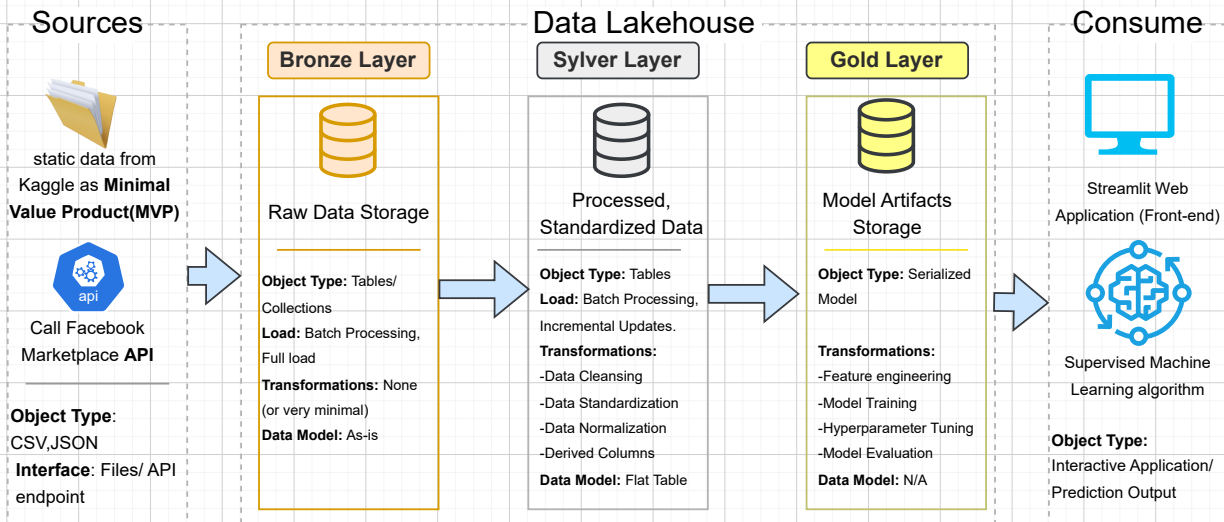 Sources
static data from
Kaggle as Minimal
Value Product(MVP)
api
Call Facebook
Marketplace API
Object Type:
CSV,JSON
Interface: Files/ API
endpoint
Data Lakehouse
Bronze Layer
Raw Data Storage
Object Type: Tables/
Collections
Load: Batch Processing,
Full load
Transformations: None
(or very minimal)
Data Model: As-is
Sylver Layer
Processed,
Standardized Data
Object Type: Tables
Load: Batch Processing,
Incremental Updates.
Transformations:
-Data Cleansing
-Data Standardization
-Data Normalization
-Derived Columns
Data Model: Flat Table
Gold Layer
Model Artifacts
Storage
Object Type: Serialized
Model
Transformations:
-Feature engineering
-Model Training
-Hyperparameter Tuning
-Model Evaluation
Data Model: N/A
Consume
Streamlit Web
Application (Front-end)
Supervised Machine
Learning algorithm
Object Type:
Interactive Application/
Prediction Output